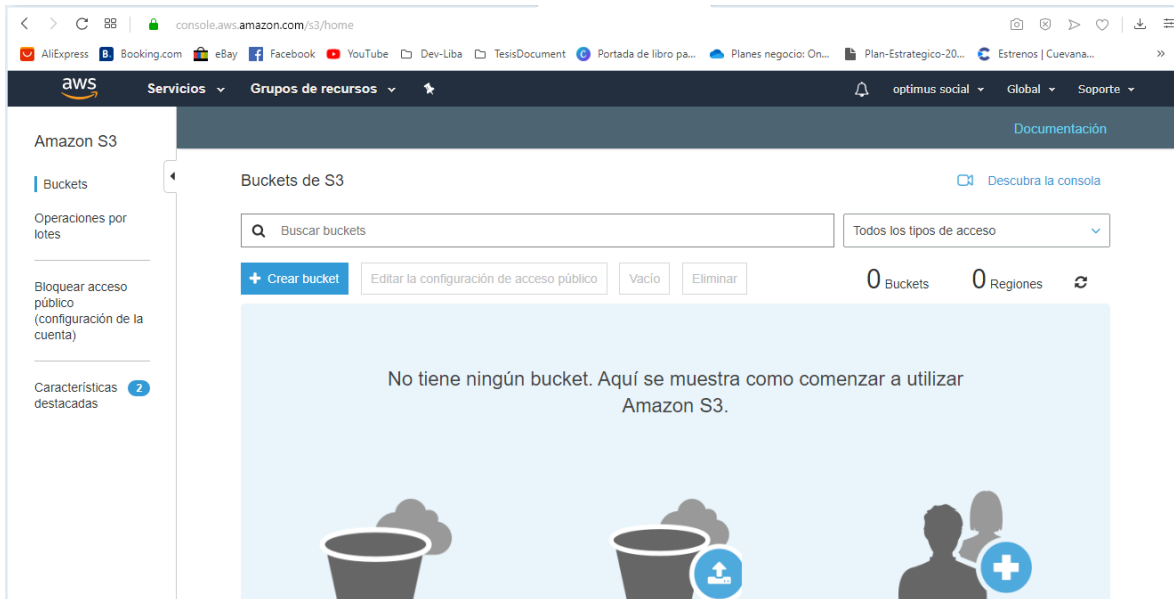 console.aws.amazon.com/s3/home
AliExpress B. Booking.com eBay Facebook YouTube Dev-Liba TesisDocument Portada de libro pa... Planes negocio: On... Plan-Estrategico-20... Estrenos | Cuevana... »
aws Servicios Grupos de recursos optimus social Global Soporte
Documentación
Amazon S3
Buckets
Operaciones por
lotes
Bloquear acceso
público
(configuración de la
cuenta)
Características 2
destacadas
Buckets de S3 Descubra la consola
Buscar buckets Todos los tipos de acceso
+ Crear bucket Editar la configuración de acceso público Vacío Eliminar 0 Buckets 0 Regiones
No tiene ningún bucket. Aquí se muestra como comenzar a utilizar
Amazon S3.